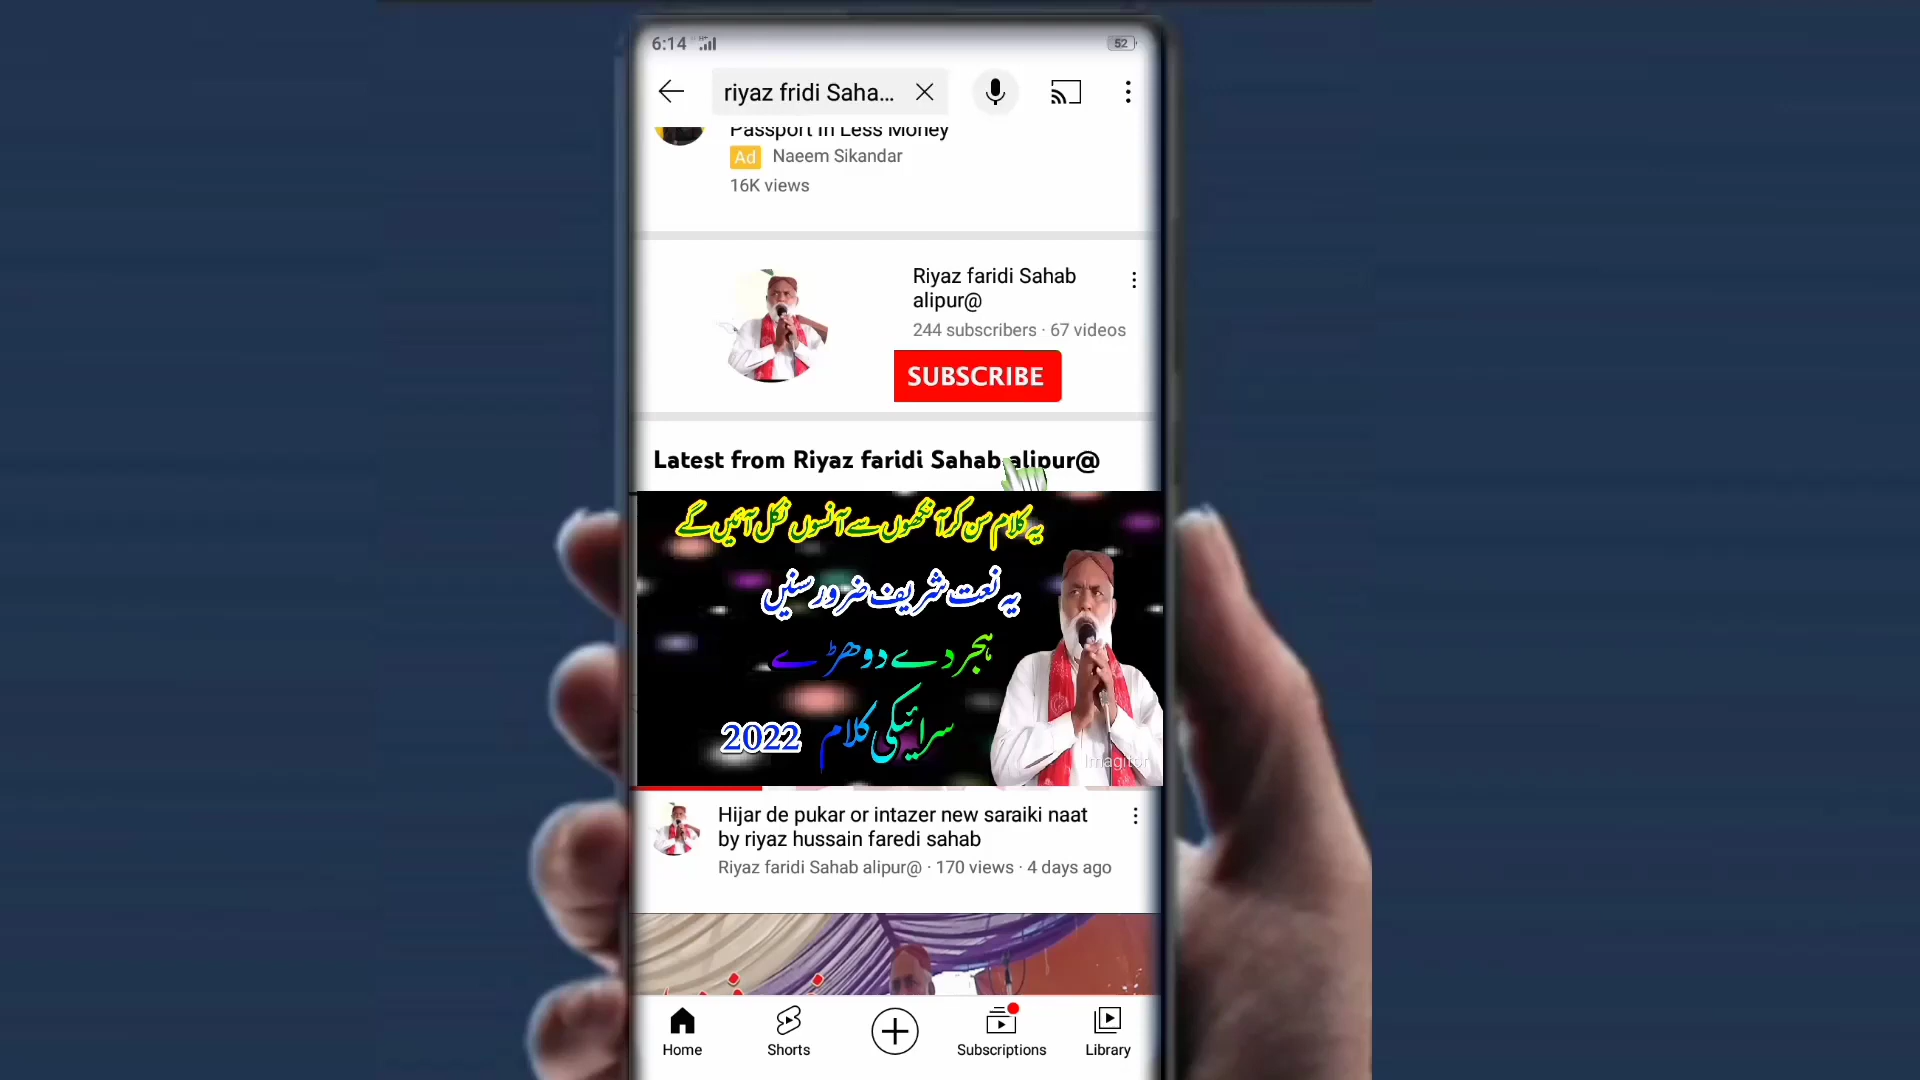 6:14
52
riyaz fridi Saha...
Passport In Less Money
Ad Naeem Sikandar
16K views
Riyaz faridi Sahab
alipur@
244 subscribers · 67 videos
SUBSCRIBE
Latest from Riyaz faridi Sahab alipur@
یہ کلام سن کر آنکھوں سے آنسوں نکل آئیں گے
یہ نعت شریف ضرور سنیں
ہجر دے دوھڑے
سرائیکی کلام 2022
Imagitor
Hijar de pukar or intazer new saraiki naat
by riyaz hussain faredi sahab
Riyaz faridi Sahab alipur@ · 170 views · 4 days ago
Home
Shorts
Subscriptions
Library